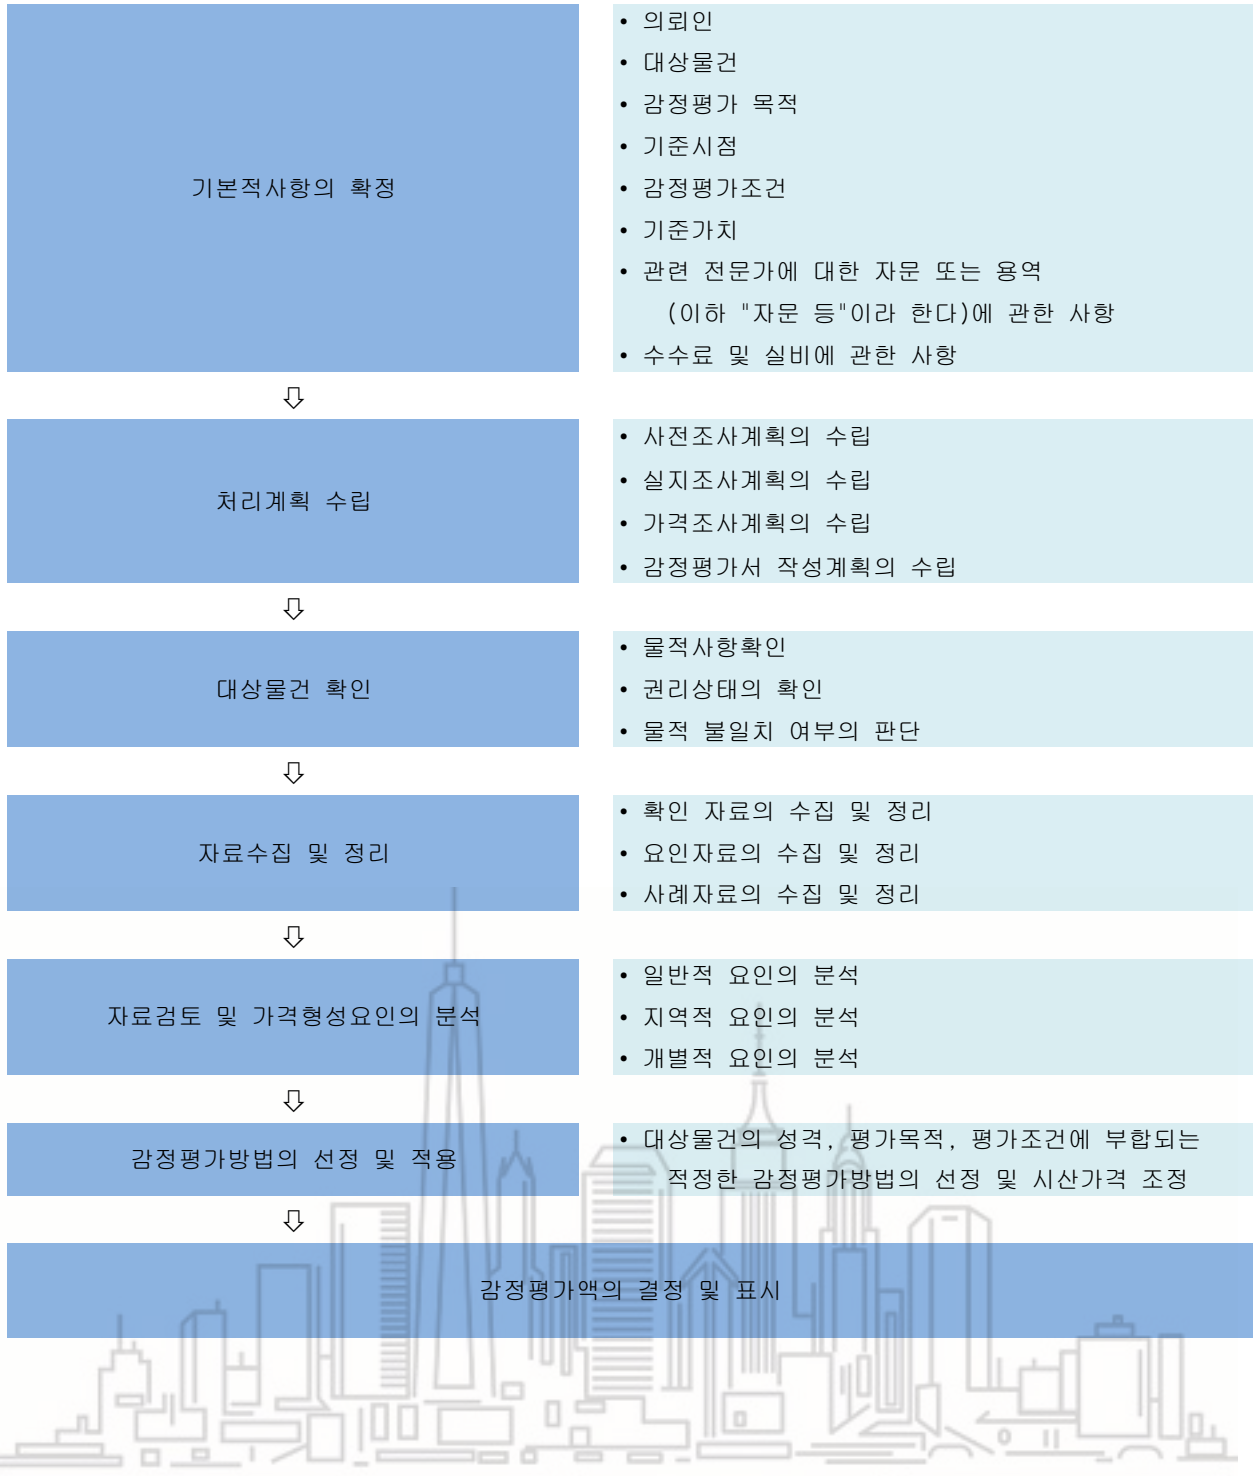 기본적사항의 확정
• 의뢰인
• 대상물건
• 감정평가 목적
• 기준시점
• 감정평가조건
• 기준가치
• 관련 전문가에 대한 자문 또는 용역
(이하 "자문 등"이라 한다)에 관한 사항
• 수수료 및 실비에 관한 사항
⇩
처리계획 수립
• 사전조사계획의 수립
• 실지조사계획의 수립
• 가격조사계획의 수립
• 감정평가서 작성계획의 수립
⇩
대상물건 확인
• 물적사항확인
• 권리상태의 확인
• 물적 불일치 여부의 판단
⇩
자료수집 및 정리
• 확인 자료의 수집 및 정리
• 요인자료의 수집 및 정리
• 사례자료의 수집 및 정리
⇩
자료검토 및 가격형성요인의 분석
• 일반적 요인의 분석
• 지역적 요인의 분석
• 개별적 요인의 분석
⇩
감정평가방법의 선정 및 적용
• 대상물건의 성격, 평가목적, 평가조건에 부합되는
적정한 감정평가방법의 선정 및 시산가격 조정
⇩
감정평가액의 결정 및 표시